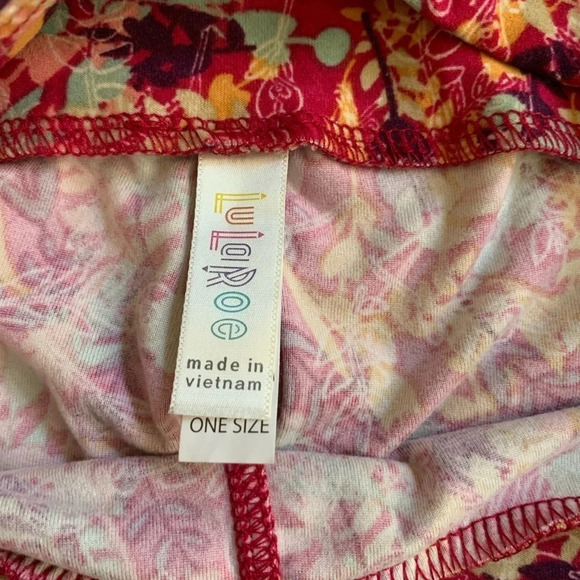 LuLaRoe
made in
vietnam
ONE SIZE